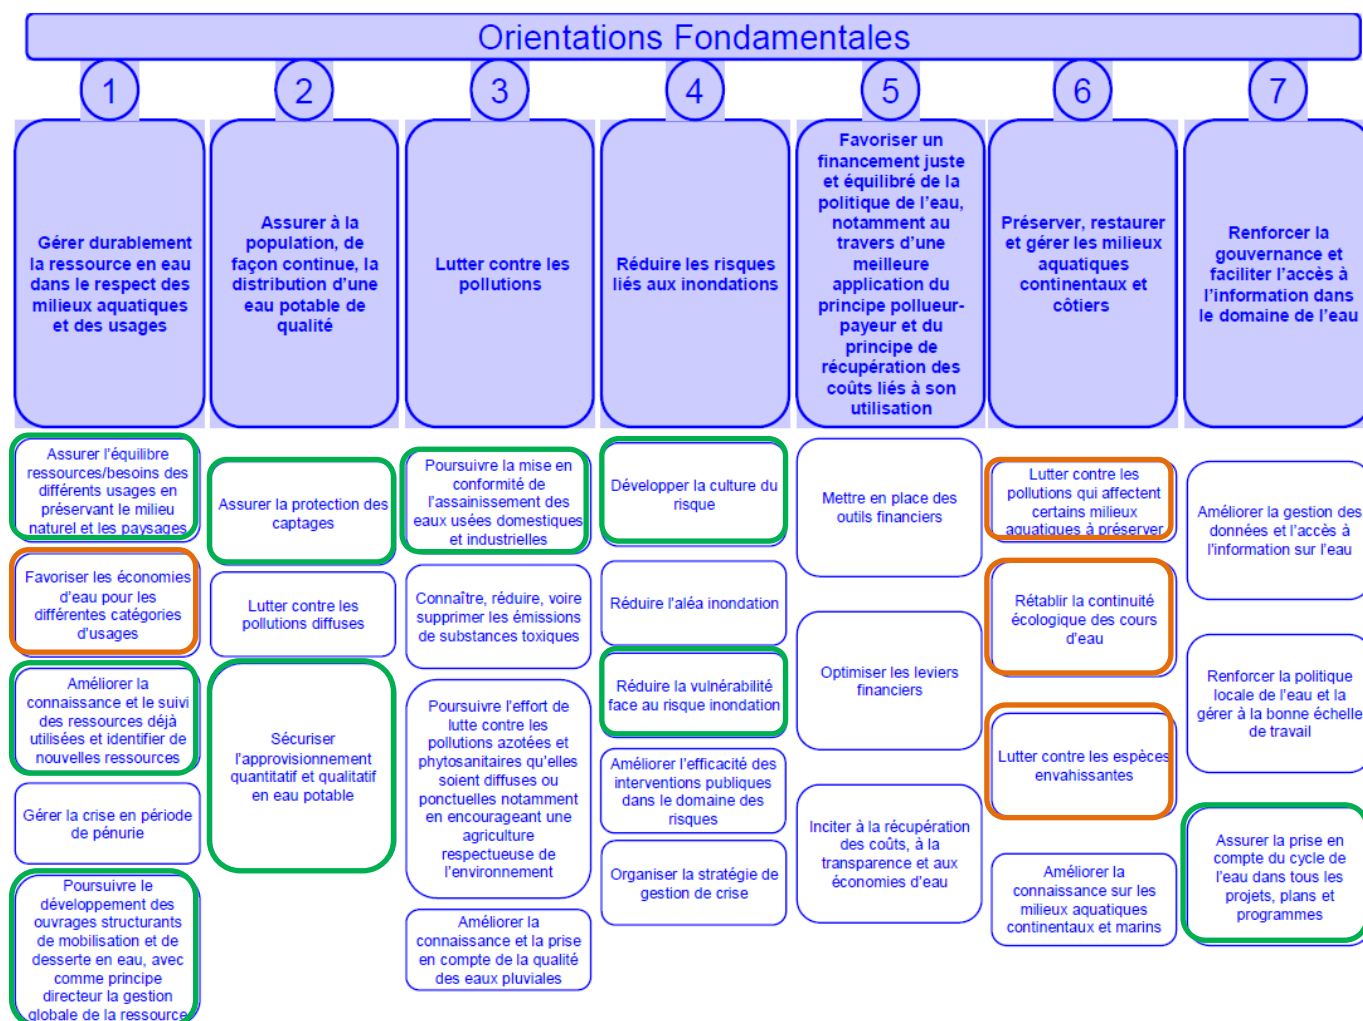 Orientations Fondamentales
1
2
3
4
5
6
7
Gérer durablement
la ressource en eau
dans le respect des
milieux aquatiques
et des usages
Assurer à la
population, de
façon continue, la
distribution d'une
eau potable de
qualité
Lutter contre les
pollutions
Réduire les risques
liés aux inondations
Favoriser un
financement juste
et équilibré de la
politique de l'eau,
notamment au
travers d'une
meilleure
application du
principe pollueur-
payeur et du
principe de
récupération des
coûts liés à son
utilisation
Préserver, restaurer
et gérer les milieux
aquatiques
continentaux et
côtiers
Renforcer la
gouvernance et
faciliter l'accès à
l'information dans
le domaine de l'eau
Assurer l'équilibre
ressources/besoins des
différents usages en
préservant le milieu
naturel et les paysages
Favoriser les économies
d'eau pour les
différentes catégories
d'usages
Améliorer la
connaissance et le suivi
des ressources déjà
utilisées et identifier de
nouvelles ressources
Gérer la crise en période
de pénurie
Poursuivre le
développement des
ouvrages structurants
de mobilisation et de
desserte en eau, avec
comme principe
directeur la gestion
globale de la ressource
Assurer la protection des
captages
Lutter contre les
pollutions diffuses
Sécuriser
l'approvisionnement
quantitatif et qualitatif
en eau potable
Poursuivre la mise en
conformité de
l'assainissement des
eaux usées domestiques
et industrielles
Connaître, réduire, voire
supprimer les émissions
de substances toxiques
Poursuivre l'effort de
lutte contre les
pollutions azotées et
phytosanitaires qu'elles
soient diffuses ou
ponctuelles notamment
en encourageant une
agriculture
respectueuse de
l'environnement
Améliorer la
connaissance et la prise
en compte de la qualité
des eaux pluviales
Développer la culture du
risque
Réduire l'aléa inondation
Réduire la vulnérabilité
face au risque inondation
Améliorer l'efficacité des
interventions publiques
dans le domaine des
risques
Organiser la stratégie de
gestion de crise
Mettre en place des
outils financiers
Optimiser les leviers
financiers
Inciter à la récupération
des coûts, à la
transparence et aux
économies d'eau
Lutter contre les
pollutions qui affectent
certains milieux
aquatiques à préserver
Rétablir la continuité
écologique des cours
d'eau
Lutter contre les espèces
envahissantes
Améliorer la
connaissance sur les
milieux aquatiques
continentaux et marins
Améliorer la gestion des
données et l'accès à
l'information sur l'eau
Renforcer la politique
locale de l'eau et la
gérer à la bonne échelle
de travail
Assurer la prise en
compte du cycle de
l'eau dans tous les
projets, plans et
programmes